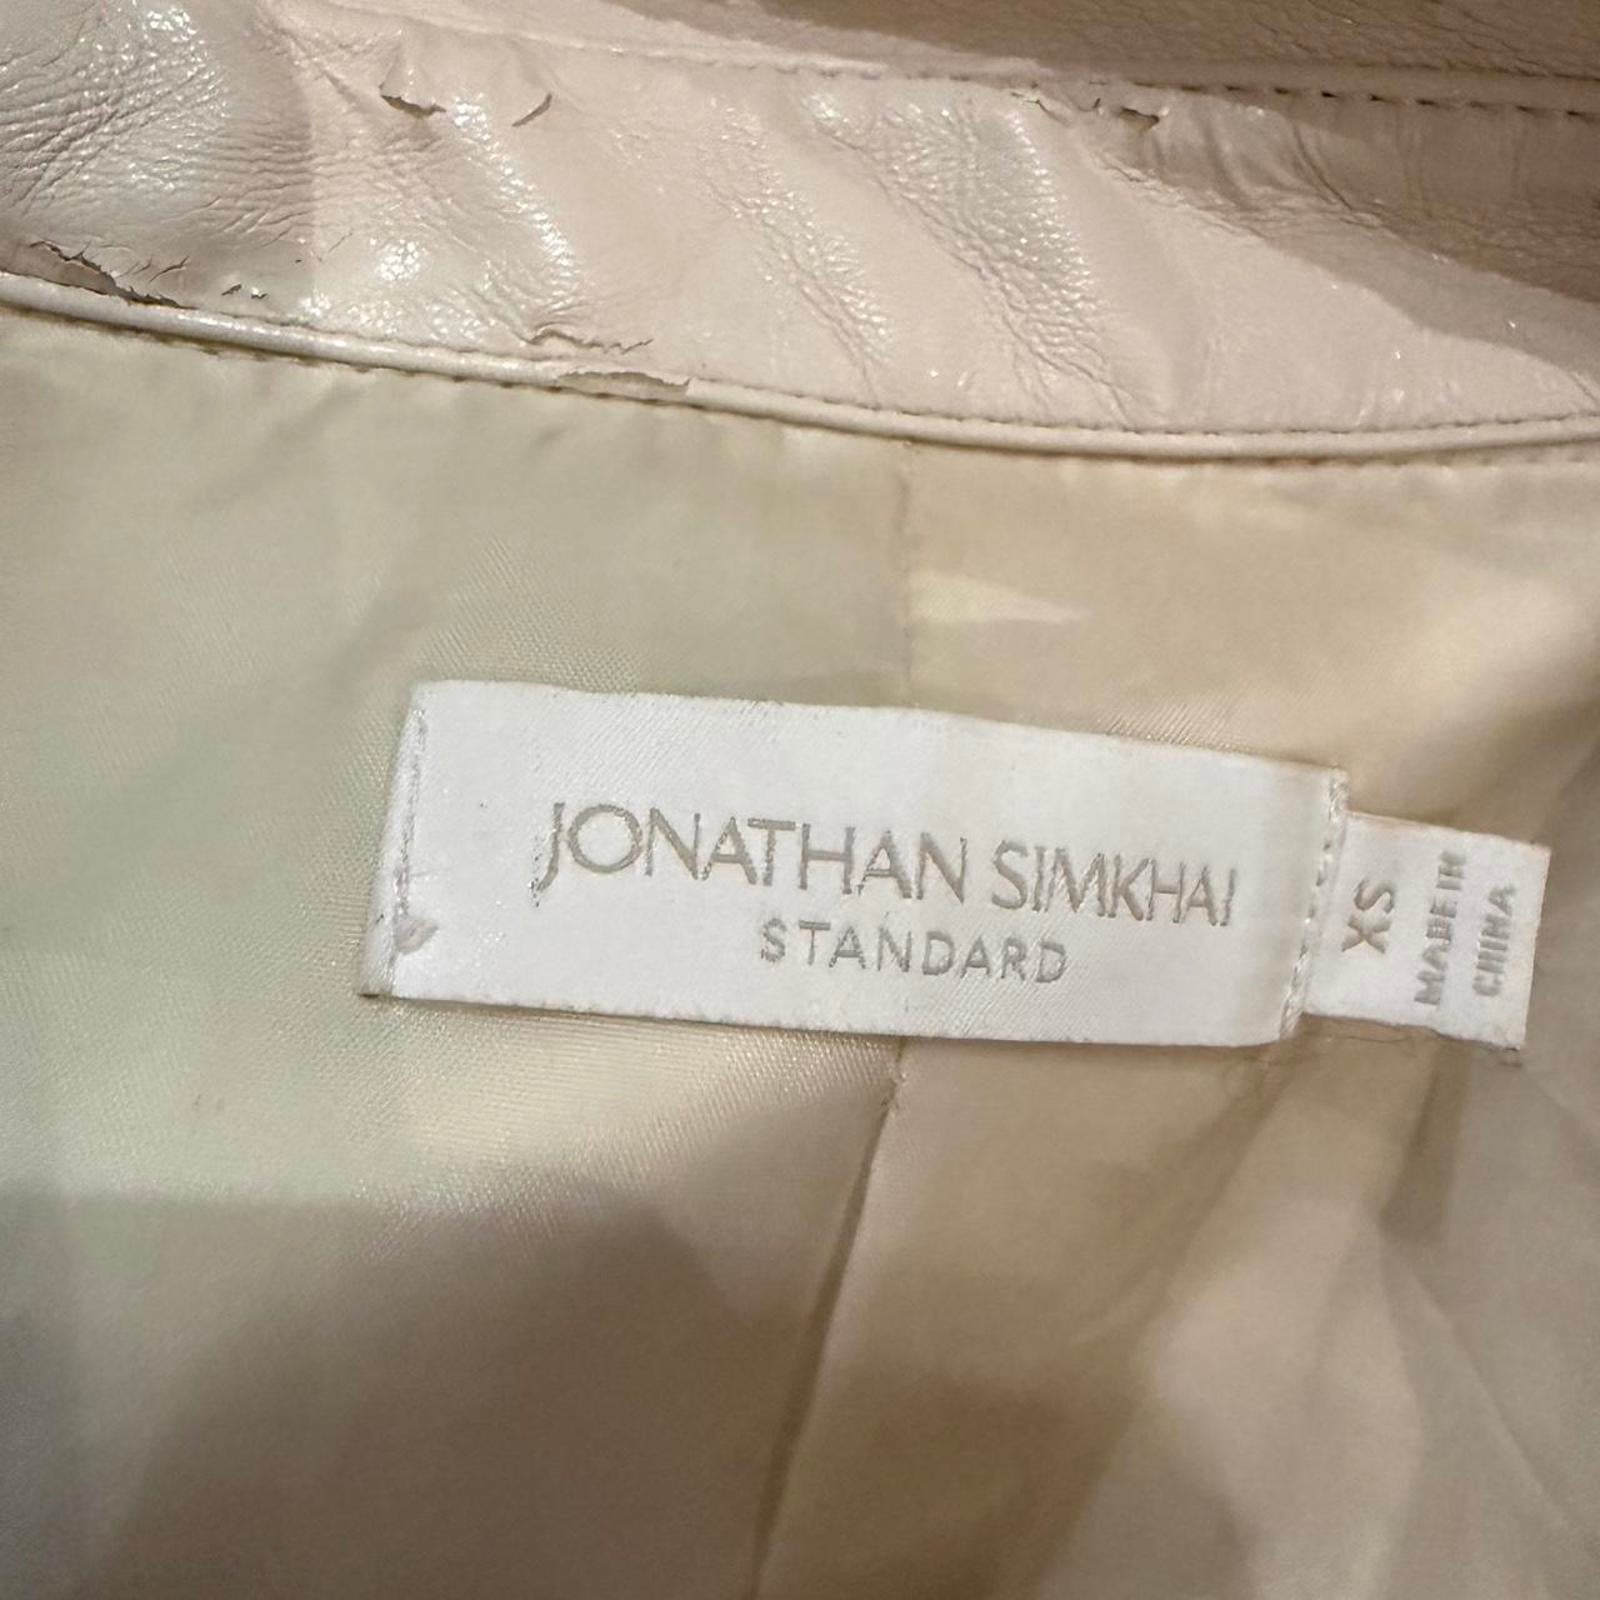 JONATHAN SIMKHAI
STANDARD
XS
MADE IN
CHINA